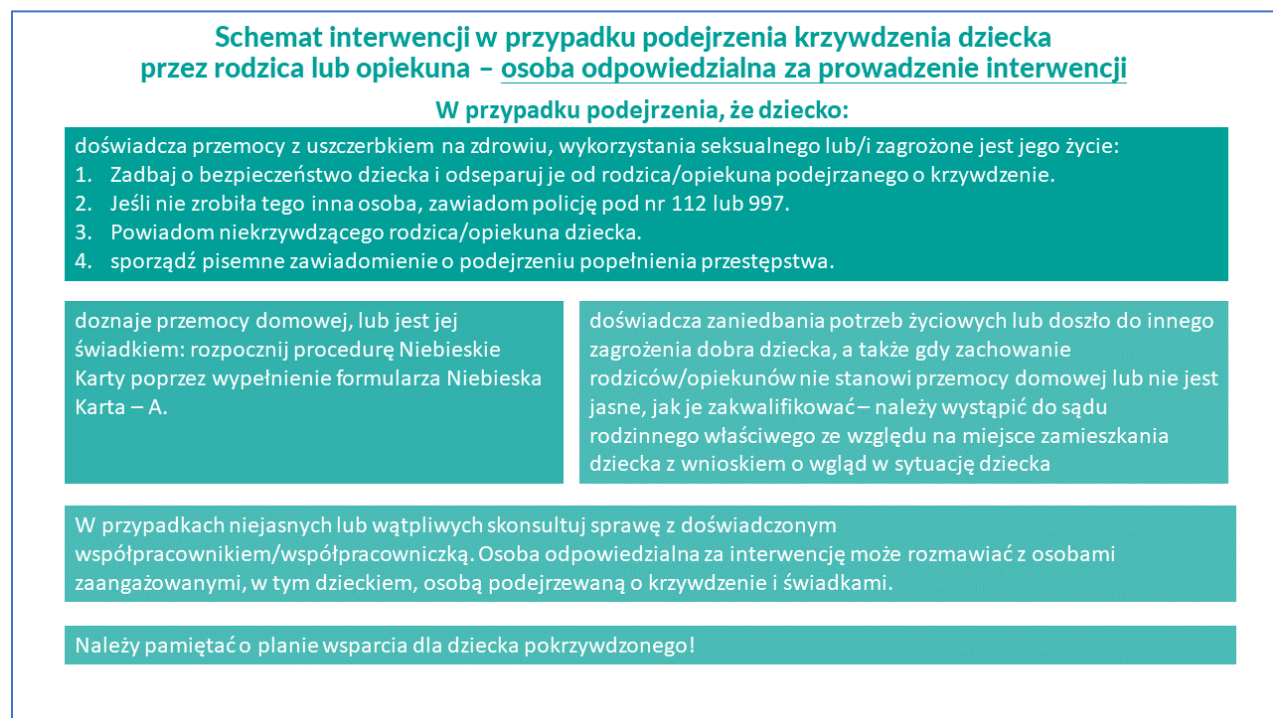 Schemat interwencji w przypadku podejrzenia krzywdzenia dziecka
przez rodzica lub opiekuna – osoba odpowiedzialna za prowadzenie interwencji
W przypadku podejrzenia, że dziecko:
doświadcza przemocy z uszczerbkiem na zdrowiu, wykorzystania seksualnego lub/i zagrożone jest jego życie:
1. Zadbaj o bezpieczeństwo dziecka i odseparuj je od rodzica/opiekuna podejrzanego o krzywdzenie.
2. Jeśli nie zrobiła tego inna osoba, zawiadom policję pod nr 112 lub 997.
3. Powiadom niekrzywdzącego rodzica/opiekuna dziecka.
4. sporządź pisemne zawiadomienie o podejrzeniu popełnienia przestępstwa.
doznaje przemocy domowej, lub jest jej
świadkiem: rozpocznij procedurę Niebieskie
Karty poprzez wypełnienie formularza Niebieska
Karta – A.
doświadcza zaniedbania potrzeb życiowych lub doszło do innego
zagrożenia dobra dziecka, a także gdy zachowanie
rodziców/opiekunów nie stanowi przemocy domowej lub nie jest
jasne, jak je zakwalifikować – należy wystąpić do sądu
rodzinnego właściwego ze względu na miejsce zamieszkania
dziecka z wnioskiem o wgląd w sytuację dziecka
W przypadkach niejasnych lub wątpliwych skonsultuj sprawę z doświadczonym
współpracownikiem/współpracowniczką. Osoba odpowiedzialna za interwencję może rozmawiać z osobami
zaangażowanymi, w tym dzieckiem, osobą podejrzewaną o krzywdzenie i świadkami.
Należy pamiętać o planie wsparcia dla dziecka pokrzywdzonego!